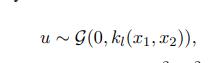 u ∼ 𝒢(0, k_l(x_1, x_2)),